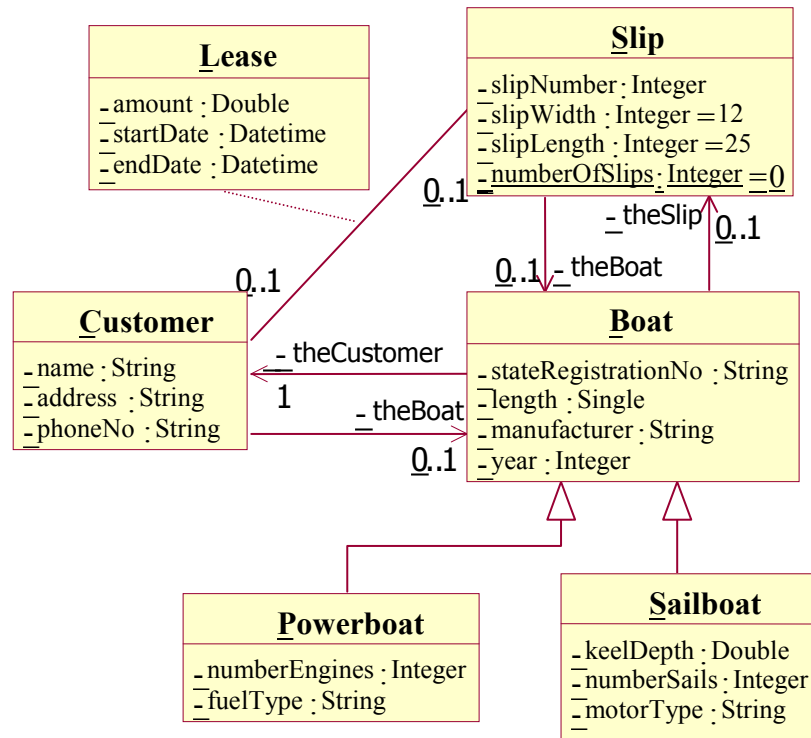 Lease
- amount : Double
- startDate : Datetime
- endDate : Datetime
Slip
- slipNumber : Integer
- slipWidth : Integer = 12
- slipLength : Integer = 25
- numberOfSlips : Integer = 0
0..1
0..1
- theSlip
0..1
0..1
- theBoat
Customer
- name : String
- address : String
- phoneNo : String
- theCustomer
1
- theBoat
0..1
Boat
- stateRegistrationNo : String
- length : Single
- manufacturer : String
- year : Integer
Powerboat
- numberEngines : Integer
- fuelType : String
Sailboat
- keelDepth : Double
- numberSails : Integer
- motorType : String